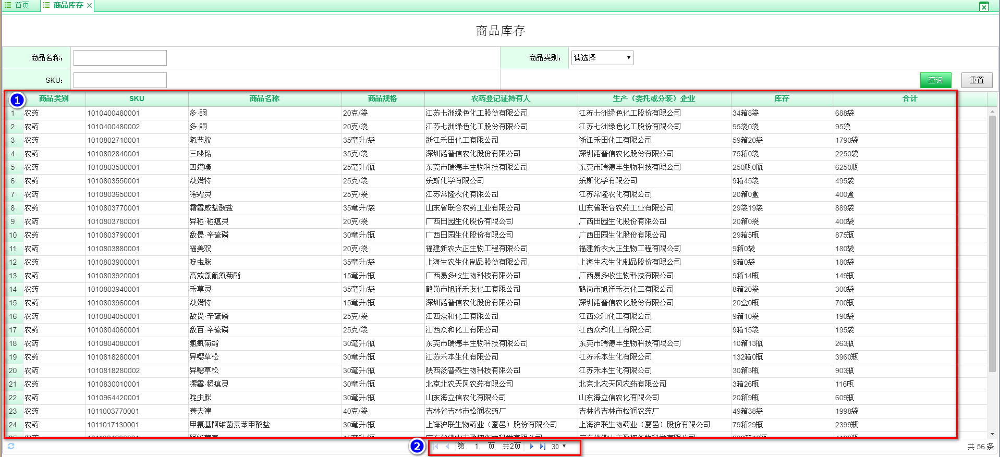 首页 商品库存
商品库存
商品名称： 商品类别： 请选择
SKU： 查询 重置
1 商品类别 SKU 商品名称 商品规格 农药登记证持有人 生产（委托或分装）企业 库存 合计
1 农药 1010400480001 多·酮 20克/袋 江苏七洲绿色化工股份有限公司 江苏七洲绿色化工股份有限公司 34箱8袋 688袋
2 农药 1010400480002 多·酮 20克/袋 江苏七洲绿色化工股份有限公司 江苏七洲绿色化工股份有限公司 95袋0袋 95袋
3 农药 1010802710001 氟节胺 35毫升/袋 浙江禾田化工有限公司 浙江禾田化工有限公司 59箱20袋 1790袋
4 农药 1010802840001 三唑锡 35克/袋 深圳诺普信农化股份有限公司 深圳诺普信农化股份有限公司 75箱0袋 2250袋
5 农药 1010803500001 四螨嗪 25毫升/瓶 东莞市瑞德丰生物科技有限公司 东莞市瑞德丰生物科技有限公司 250瓶0瓶 6250瓶
6 农药 1010803550001 炔螨特 25克/袋 乐斯化学有限公司 乐斯化学有限公司 9箱45袋 495袋
7 农药 1010803650001 噁霜灵 25克/袋 江苏常隆农化有限公司 江苏常隆农化有限公司 20箱0盒 400盒
8 农药 1010803770001 霜霉威盐酸盐 35毫升/袋 山东省联合农药工业有限公司 山东省联合农药工业有限公司 29袋19袋 889袋
9 农药 1010803780001 异稻·稻瘟灵 20克/袋 广西田园生化股份有限公司 广西田园生化股份有限公司 20箱0袋 400袋
10 农药 1010803790001 敌畏·辛硫磷 30毫升/瓶 广西田园生化股份有限公司 广西田园生化股份有限公司 29箱5瓶 875瓶
11 农药 1010803880001 福美双 20克/袋 福建新农大正生物工程有限公司 福建新农大正生物工程有限公司 9箱0袋 180袋
12 农药 1010803900001 啶虫脒 35毫升/袋 上海生农生化制品股份有限公司 上海生农生化制品股份有限公司 9箱0袋 180袋
13 农药 1010803920001 高效氯氟氰菊酯 15毫升/瓶 广西易多收生物科技有限公司 广西易多收生物科技有限公司 9箱14瓶 149瓶
14 农药 1010803940001 禾草灵 35毫升/袋 鹤岗市旭祥禾友化工有限公司 鹤岗市旭祥禾友化工有限公司 8箱20袋 300袋
15 农药 1010803960001 炔螨特 15毫升/瓶 深圳诺普信农化股份有限公司 深圳诺普信农化股份有限公司 20盒0瓶 700瓶
16 农药 1010804050001 敌畏·辛硫磷 25克/袋 江西众和化工有限公司 江西众和化工有限公司 9箱10袋 190袋
17 农药 1010804060001 敌百·辛硫磷 25克/袋 江西众和化工有限公司 江西众和化工有限公司 9箱15袋 195袋
18 农药 1010804080001 氯氰菊酯 30毫升/瓶 东莞市瑞德丰生物科技有限公司 东莞市瑞德丰生物科技有限公司 10箱13瓶 263瓶
19 农药 1010818280001 异噁草松 30毫升/瓶 江苏禾本生化有限公司 江苏禾本生化有限公司 132箱0瓶 3960瓶
20 农药 1010818280002 异噁草松 30毫升/瓶 陕西汤普森生物科技有限公司 江苏禾本生化有限公司 30箱3瓶 903瓶
21 农药 1010830010001 噁霉·稻瘟灵 30毫升/瓶 北京北农天风农药有限公司 北京北农天风农药有限公司 3箱26瓶 116瓶
22 农药 1010964420001 啶虫脒 30毫升/瓶 山东海立信农化有限公司 山东海立信农化有限公司 20箱9瓶 609瓶
23 农药 1011003770001 莠去津 40克/袋 吉林省吉林市松润农药厂 吉林省吉林市松润农药厂 49箱38袋 1998袋
24 农药 1011017130001 甲氨基阿维菌素苯甲酸盐 30毫升/瓶 上海沪联生物药业（夏邑）股份有限公司 上海沪联生物药业（夏邑）股份有限公司 79箱29瓶 2399瓶
2 第 1 页 共2页 30 共 56 条